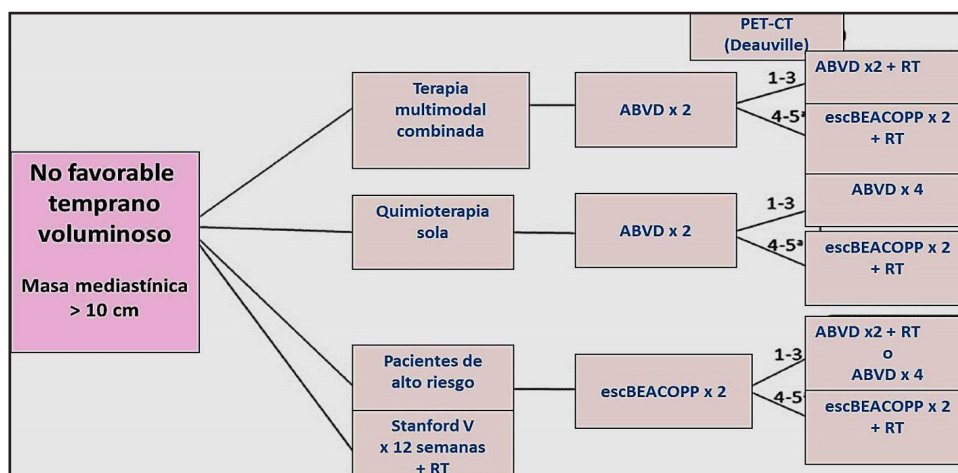 PET-CT
(Deauville)
No favorable
temprano
voluminoso
Masa mediastínica
> 10 cm
Terapia
multimodal
combinada
ABVD x 2
1-3
4-5ª
ABVD x2 + RT
escBEACOPP x 2
+ RT
Quimioterapia
sola
ABVD x 2
1-3
4-5ª
ABVD x 4
escBEACOPP x 2
+ RT
Pacientes de
alto riesgo
escBEACOPP x 2
1-3
4-5
ABVD x2 + RT
o
ABVD x 4
escBEACOPP x 2
+ RT
Stanford V
x 12 semanas
+ RT